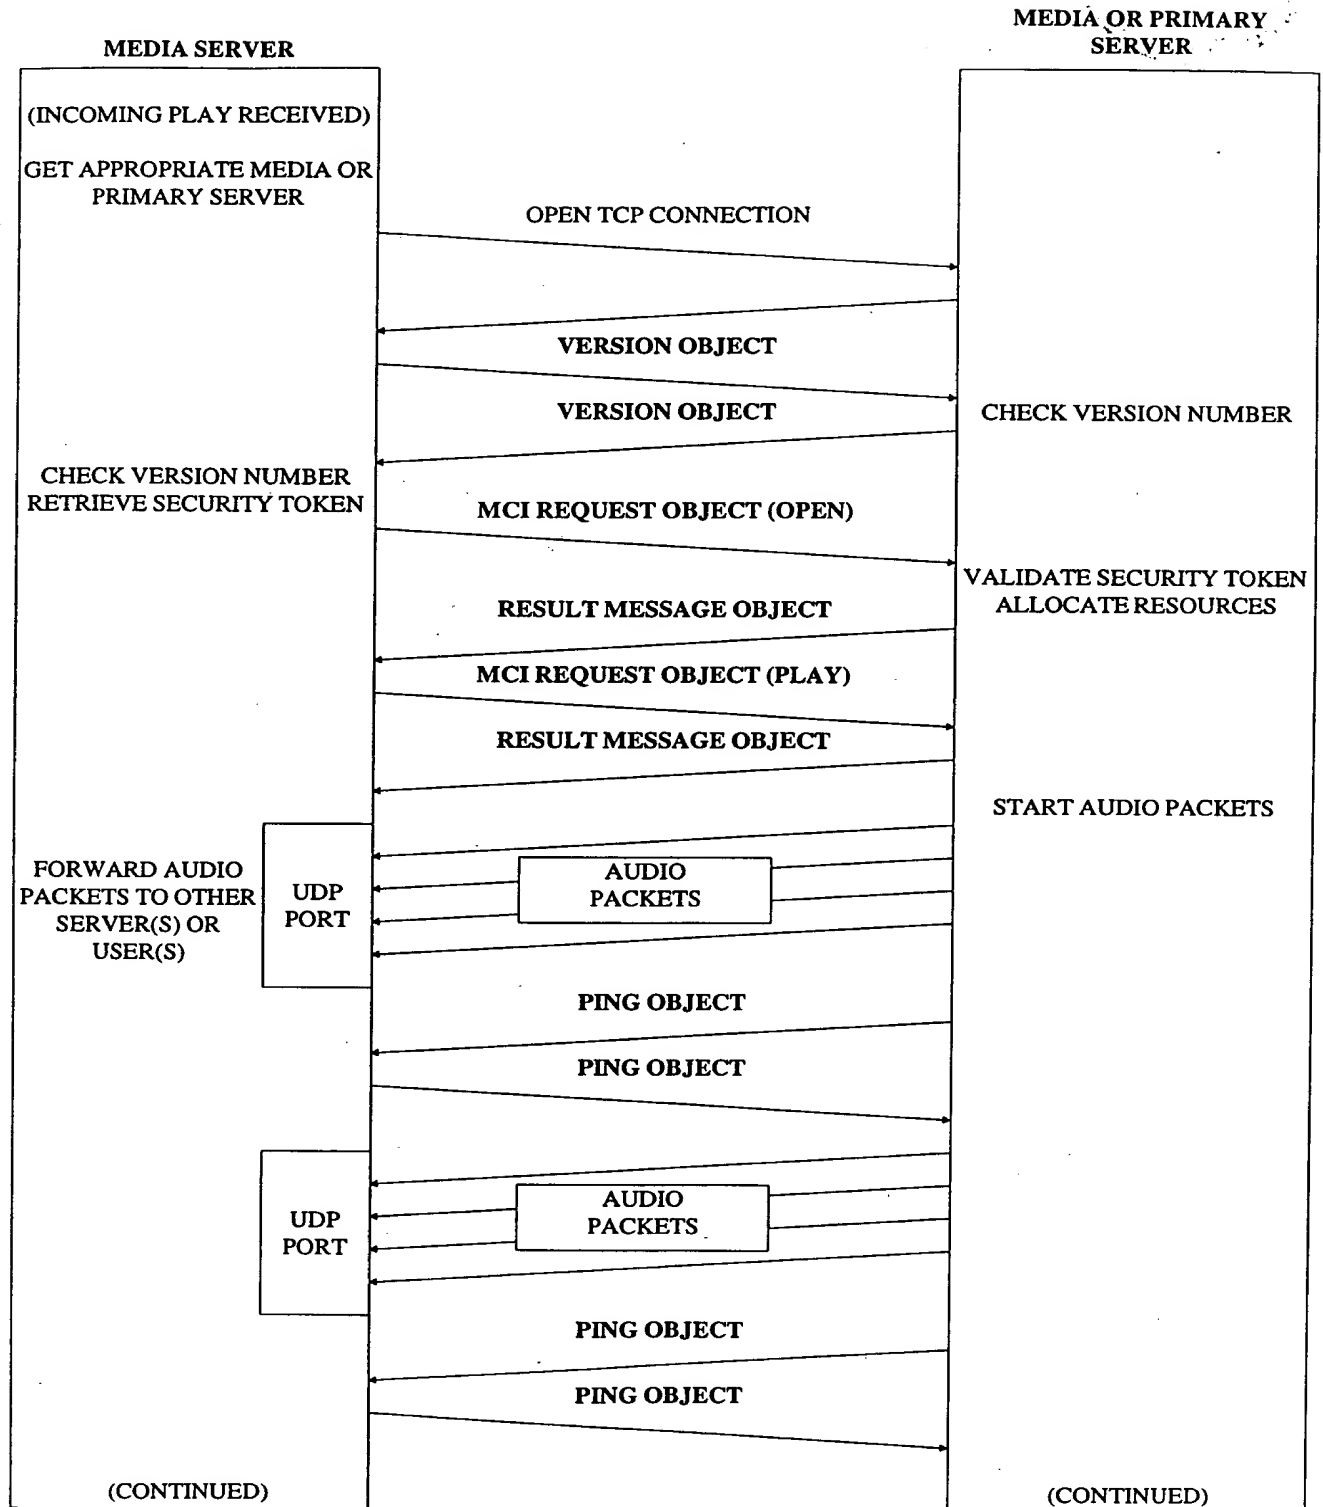 MEDIA SERVER
MEDIA OR PRIMARY
SERVER
(INCOMING PLAY RECEIVED)
GET APPROPRIATE MEDIA OR
PRIMARY SERVER
OPEN TCP CONNECTION
VERSION OBJECT
VERSION OBJECT
CHECK VERSION NUMBER
CHECK VERSION NUMBER
RETRIEVE SECURITY TOKEN
MCI REQUEST OBJECT (OPEN)
VALIDATE SECURITY TOKEN
ALLOCATE RESOURCES
RESULT MESSAGE OBJECT
MCI REQUEST OBJECT (PLAY)
RESULT MESSAGE OBJECT
START AUDIO PACKETS
FORWARD AUDIO
PACKETS TO OTHER
SERVER(S) OR
USER(S)
UDP
PORT
AUDIO
PACKETS
PING OBJECT
PING OBJECT
UDP
PORT
AUDIO
PACKETS
PING OBJECT
PING OBJECT
(CONTINUED)
(CONTINUED)